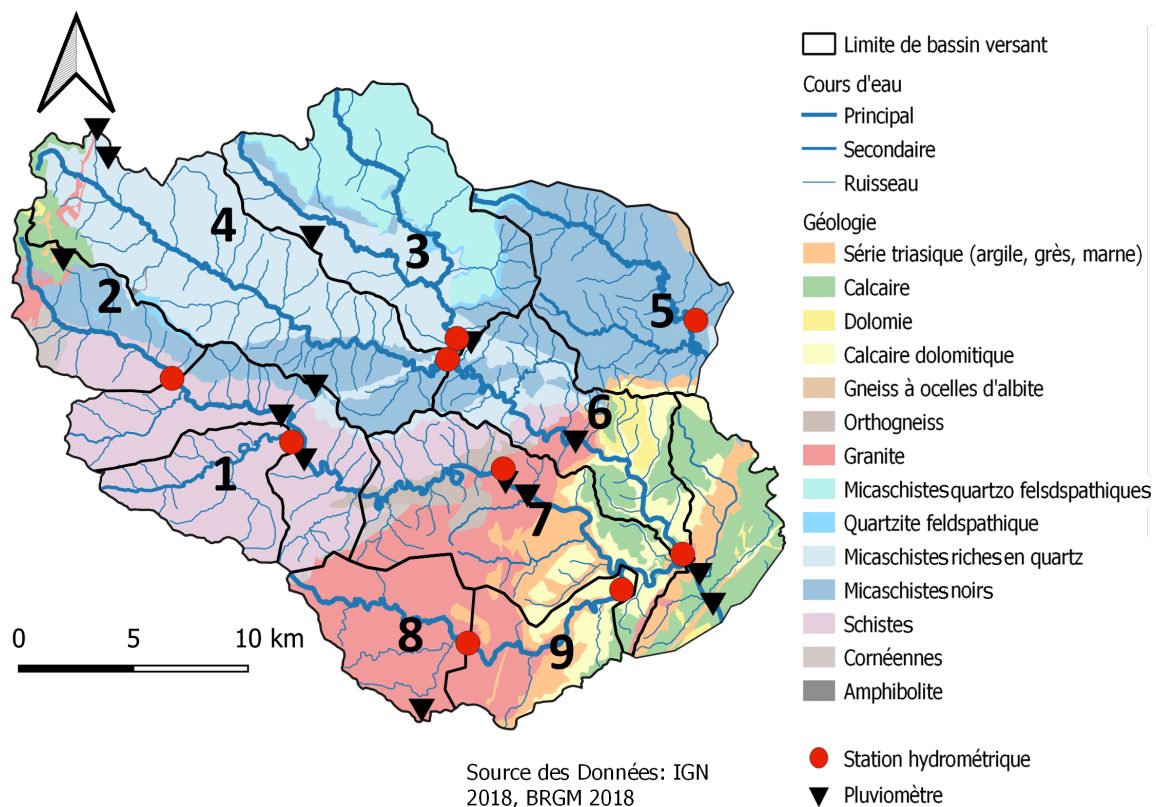 Limite de bassin versant
Cours d'eau
Principal
Secondaire
Ruisseau
Géologie
Série triasique (argile, grès, marne)
Calcaire
Dolomie
Calcaire dolomitique
Gneiss à ocelles d'albite
Orthogneiss
Granite
Micaschistes quartzo felsdspathiques
Quartzite feldspathique
Micaschistes riches en quartz
Micaschistes noirs
Schistes
Cornéennes
Amphibolite
Station hydrométrique
Pluviomètre
4
3
2
5
6
1
7
8
9
0 5 10 km
Source des Données: IGN
2018, BRGM 2018